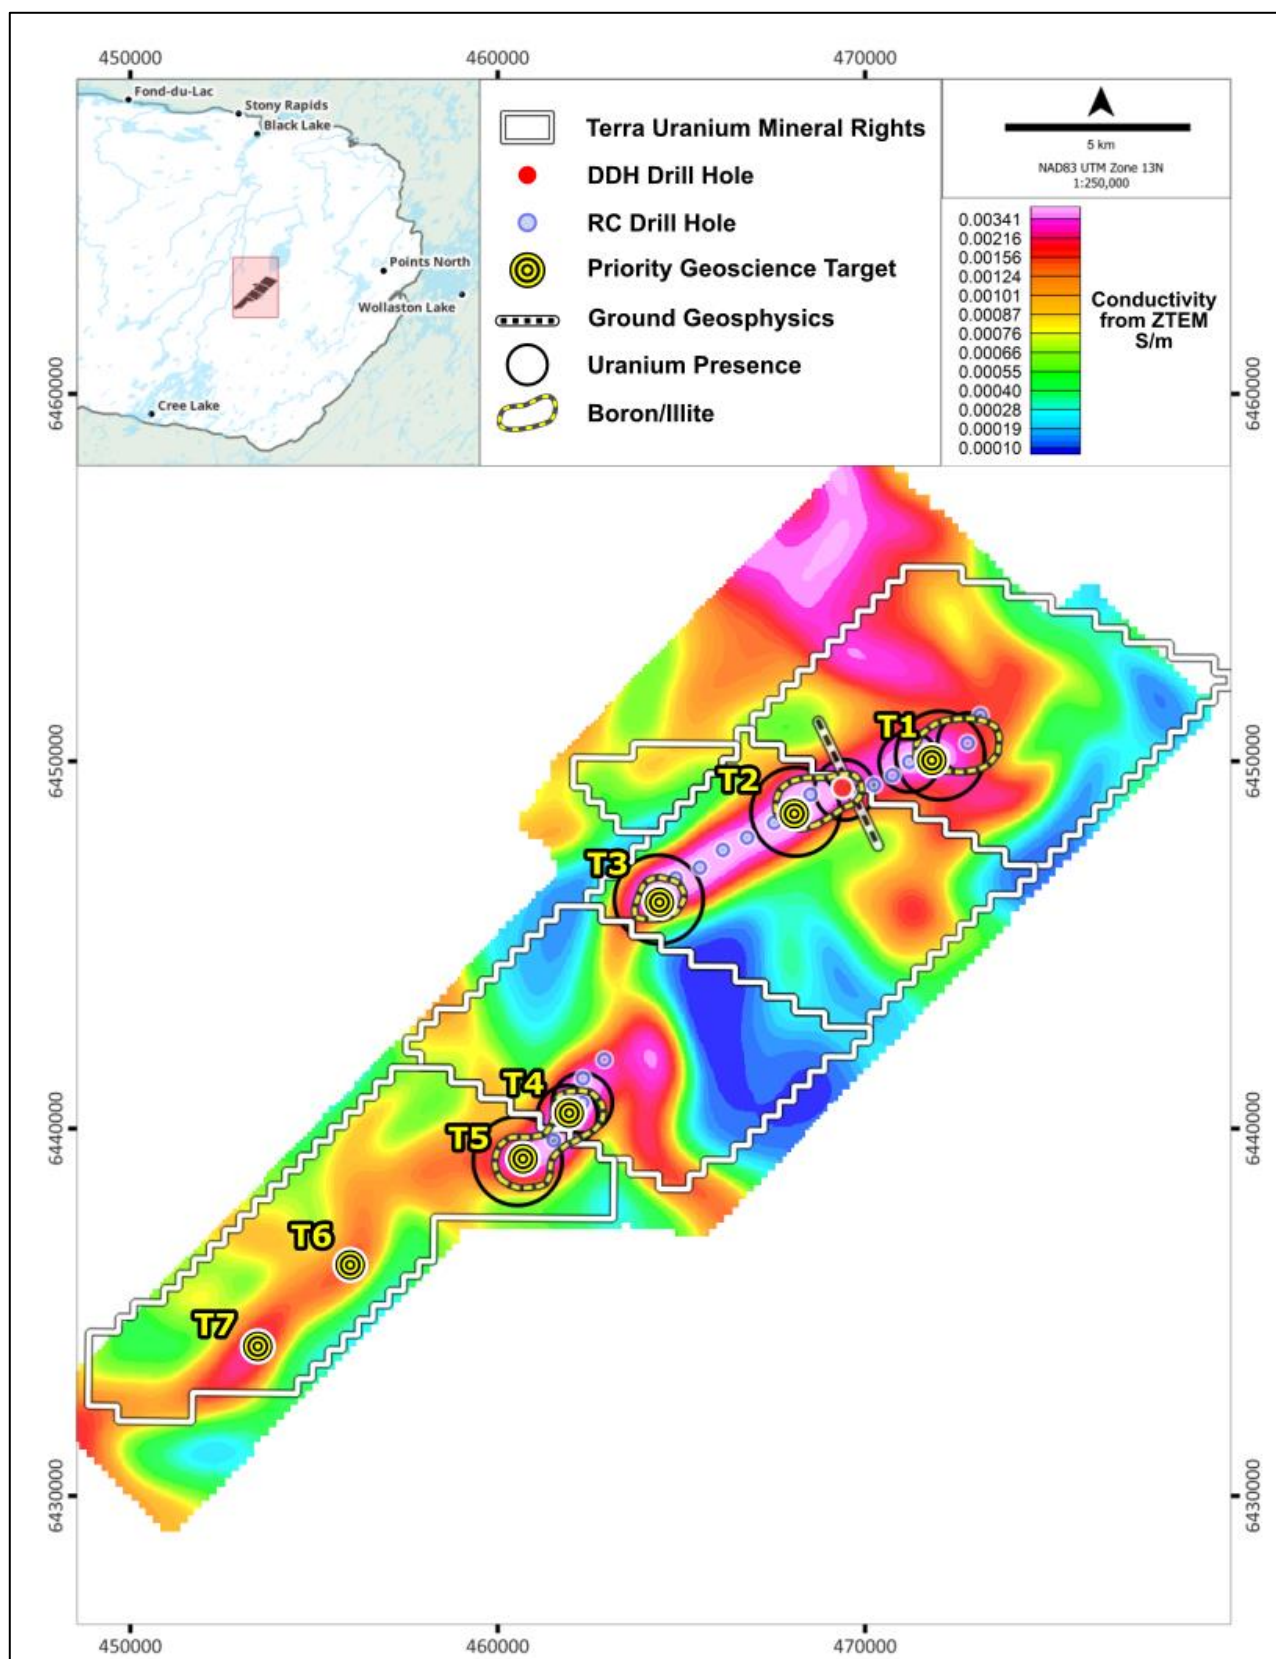 450000
460000
470000
Fond-du-Lac
Stony Rapids
Black Lake
Points North
Wollaston Lake
Cree Lake
Terra Uranium Mineral Rights
DDH Drill Hole
RC Drill Hole
Priority Geoscience Target
Ground Geosphysics
Uranium Presence
Boron/Illite
5 km
NAD83 UTM Zone 13N
1:250,000
0.00341
0.00216
0.00156
0.00124
0.00101
0.00087
0.00076
0.00066
0.00055
0.00040
0.00028
0.00019
0.00010
Conductivity
from ZTEM
S/m
6460000
6460000
T1
T2
6450000
6450000
T3
T4
6440000
6440000
T5
T6
T7
6430000
6430000
450000
460000
470000